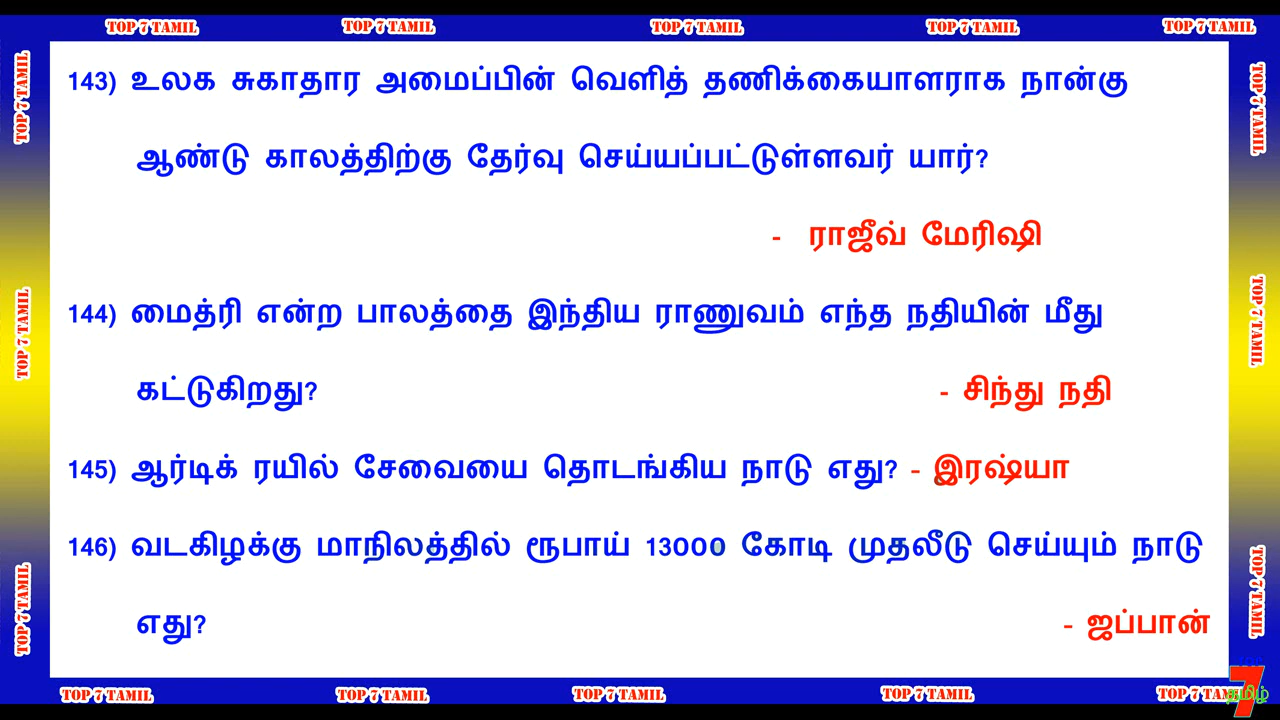 TOP 7 TAMIL TOP 7 TAMIL TOP 7 TAMIL TOP 7 TAMIL TOP 7 TAMIL
TOP 7 TAMIL
TOP 7 TAMIL
TOP 7 TAMIL
143) உலக சுகாதார அமைப்பின் வெளித் தணிக்கையாளராக நான்கு
ஆண்டு காலத்திற்கு தேர்வு செய்யப்பட்டுள்ளவர் யார்?
- ராஜீவ் மேரிஷி
144) மைத்ரி என்ற பாலத்தை இந்திய ராணுவம் எந்த நதியின் மீது
கட்டுகிறது? - சிந்து நதி
145) ஆர்டிக் ரயில் சேவையை தொடங்கிய நாடு எது? - இரஷ்யா
146) வடகிழக்கு மாநிலத்தில் ரூபாய் 13000 கோடி முதலீடு செய்யும் நாடு
எது? - ஜப்பான்
TOP 7 TAMIL
TOP 7 TAMIL
TOP 7 TAMIL
TOP 7 TAMIL TOP 7 TAMIL TOP 7 TAMIL TOP 7 TAMIL TOP 7 TAMIL
7
தமிழ்